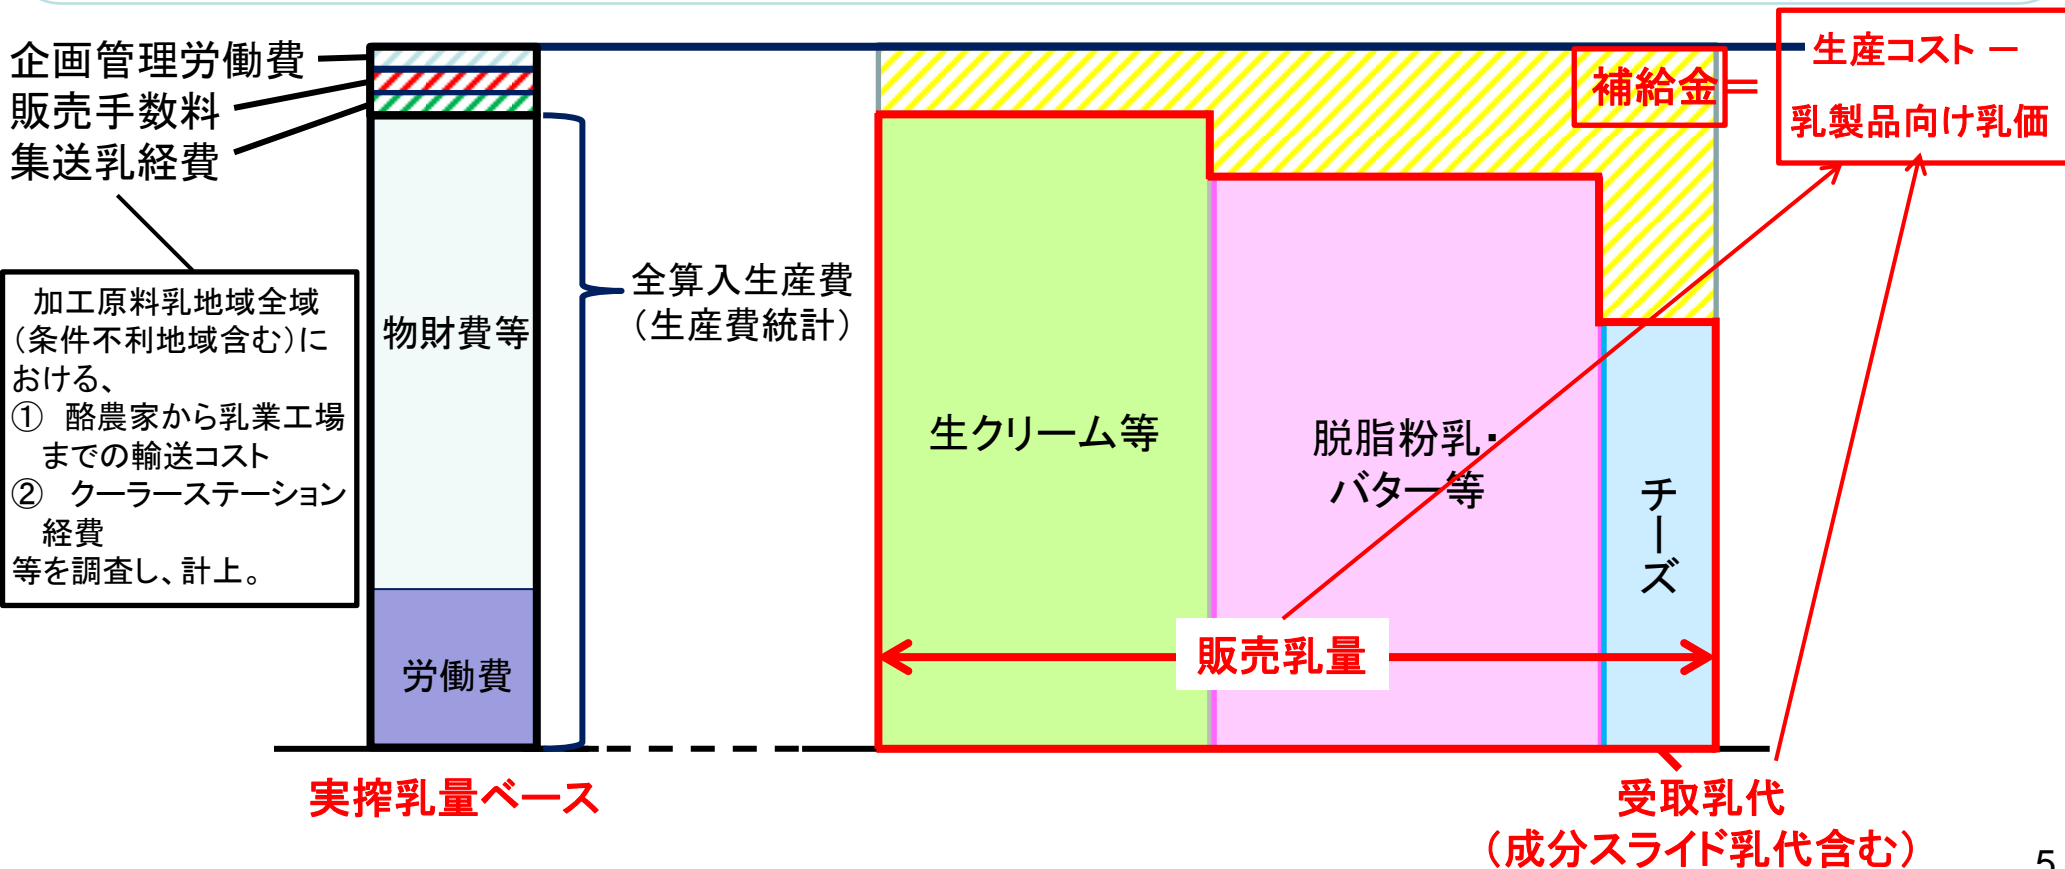 企画管理労働費
販売手数料
集送乳経費
加工原料乳地域全域
（条件不利地域含む）に
おける、
① 酪農家から乳業工場
までの輸送コスト
② クーラーステーション
経費
等を調査し、計上。
物財費等
労働費
全算入生産費
（生産費統計）
実搾乳量ベース
補給金＝
生産コスト －
乳製品向け乳価
生クリーム等
脱脂粉乳・
バター等
チーズ
販売乳量
受取乳代
（成分スライド乳代含む）
5